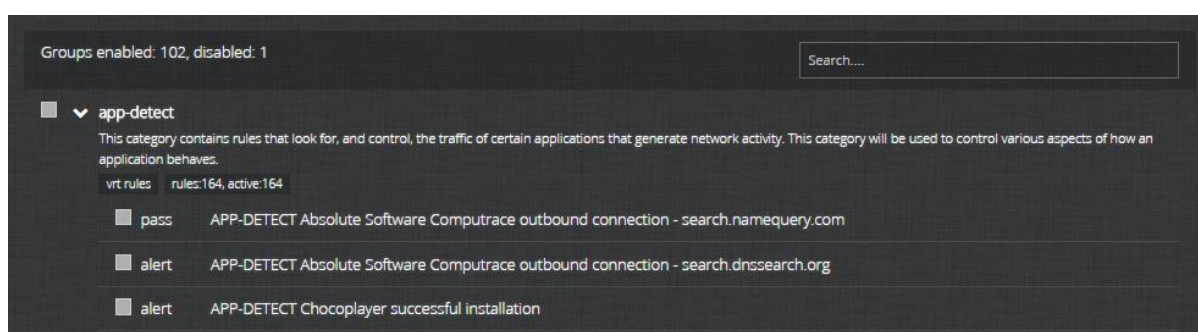 Groups enabled: 102, disabled: 1
Search....
app-detect
This category contains rules that look for, and control, the traffic of certain applications that generate network activity. This category will be used to control various aspects of how an
application behaves.
vrt rules rules:164, active:164
pass APP-DETECT Absolute Software Computrace outbound connection - search.namequery.com
alert APP-DETECT Absolute Software Computrace outbound connection - search.dnssearch.org
alert APP-DETECT Chocoplayer successful installation